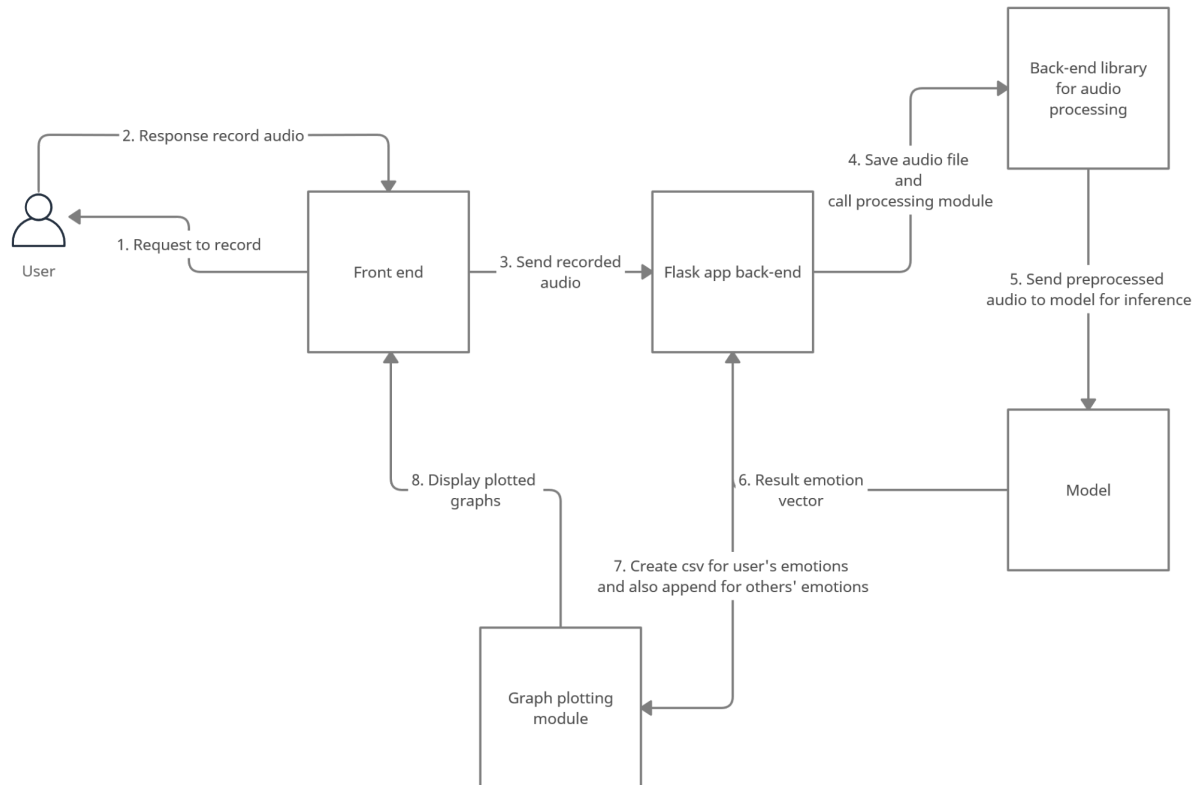 Back-end library
for audio
processing
2. Response record audio
4. Save audio file
and
call processing module
1. Request to record
User
Front end
3. Send recorded
audio
Flask app back-end
5. Send preprocessed
audio to model for inference
8. Display plotted
graphs
6. Result emotion
vector
Model
7. Create csv for user's emotions
and also append for others' emotions
Graph plotting
module